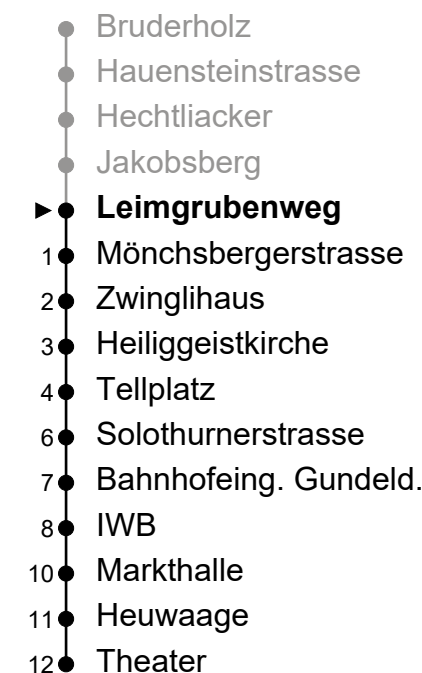 Bruderholz
Hauensteinstrasse
Hechtliacker
Jakobsberg
Leimgrubenweg
1 Mönchsbergerstrasse
2 Zwinglihaus
3 Heiliggeistkirche
4 Tellplatz
6 Solothurnerstrasse
7 Bahnhofeing. Gundeld.
8 IWB
10 Markthalle
11 Heuwaage
12 Theater